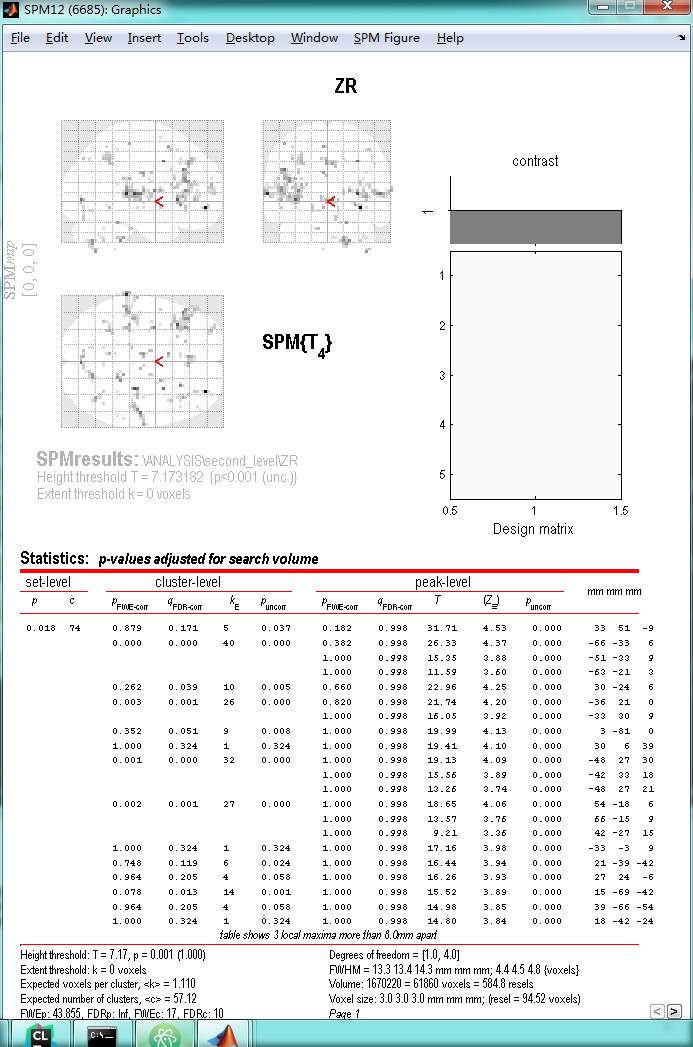 SPM12 (6685): Graphics
File Edit View Insert Tools Desktop Window SPM Figure Help
ZR
SPMmip
[0, 0, 0]
contrast
1
SPM{T4}
1
2
3
4
5
0.5 1 1.5
Design matrix
SPMresults: .\ANALYSIS\second_level\ZR
Height threshold T = 7.173182 {p<0.001 (unc.)}
Extent threshold k = 0 voxels
Statistics: p-values adjusted for search volume
set-level cluster-level peak-level mm mm mm
p c pFWE-corr qFDR-corr kE puncorr pFWE-corr qFDR-corr T (Z≡) puncorr
0.018 74 0.879 0.171 5 0.037 0.182 0.998 31.71 4.53 0.000 33 51 -9
0.000 0.000 40 0.000 0.382 0.998 26.33 4.37 0.000 -66 -33 6
1.000 0.998 15.35 3.88 0.000 -51 -33 9
1.000 0.998 11.59 3.60 0.000 -63 -21 3
0.262 0.039 10 0.005 0.660 0.998 22.96 4.25 0.000 30 -24 6
0.003 0.001 26 0.000 0.820 0.998 21.74 4.20 0.000 -36 21 0
1.000 0.998 16.05 3.92 0.000 -33 30 9
0.352 0.051 9 0.008 1.000 0.998 19.99 4.13 0.000 3 -81 0
1.000 0.324 1 0.324 1.000 0.998 19.41 4.10 0.000 30 6 39
0.001 0.000 32 0.000 1.000 0.998 19.13 4.09 0.000 -48 27 30
1.000 0.998 15.56 3.89 0.000 -42 33 18
1.000 0.998 13.26 3.74 0.000 -48 27 21
0.002 0.001 27 0.000 1.000 0.998 18.65 4.06 0.000 54 -18 6
1.000 0.998 13.57 3.76 0.000 66 -15 9
1.000 0.998 9.21 3.36 0.000 42 -27 15
1.000 0.324 1 0.324 1.000 0.998 17.16 3.98 0.000 -33 -3 9
0.748 0.119 6 0.024 1.000 0.998 16.44 3.94 0.000 21 -39 -42
0.964 0.205 4 0.058 1.000 0.998 16.26 3.93 0.000 27 24 -6
0.078 0.013 14 0.001 1.000 0.998 15.52 3.89 0.000 15 -69 -42
0.964 0.205 4 0.058 1.000 0.998 14.98 3.85 0.000 39 -66 -54
1.000 0.324 1 0.324 1.000 0.998 14.80 3.84 0.000 18 -42 -24
table shows 3 local maxima more than 8.0mm apart
Height threshold: T = 7.17, p = 0.001 (1.000)
Extent threshold: k = 0 voxels
Expected voxels per cluster, <k> = 1.110
Expected number of clusters, <c> = 57.12
FWEp: 43.855, FDRp: Inf, FWEc: 17, FDRc: 10
Degrees of freedom = [1.0, 4.0]
FWHM = 13.3 13.4 14.3 mm mm mm; 4.4 4.5 4.8 {voxels}
Volume: 1670220 = 61860 voxels = 584.8 resels
Voxel size: 3.0 3.0 3.0 mm mm mm; (resel = 94.52 voxels)
Page 1
< >
CL
C:\_